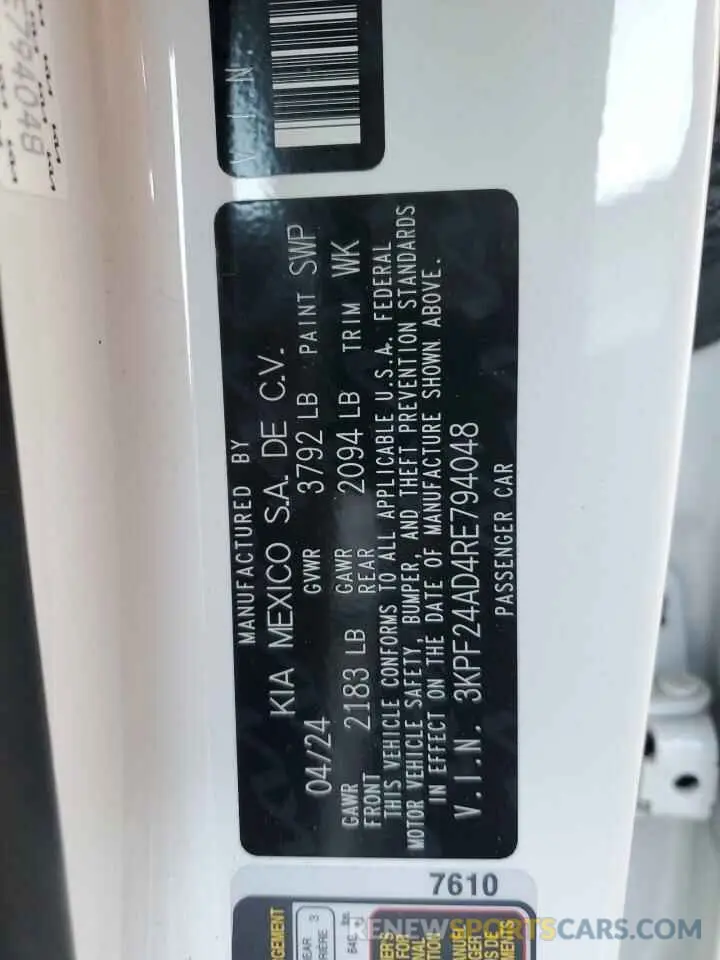 E794048
V I N
MANUFACTURED BY
KIA MEXICO S.A. DE C.V.
04/24 GVWR 3792 LB PAINT SWP
GAWR FRONT 2183 LB GAWR REAR 2094 LB TRIM WK
THIS VEHICLE CONFORMS TO ALL APPLICABLE U.S.A. FEDERAL
MOTOR VEHICLE SAFETY, BUMPER, AND THEFT PREVENTION STANDARDS
IN EFFECT ON THE DATE OF MANUFACTURE SHOWN ABOVE.
V.I.N. 3KPF24AD4RE794048
PASSENGER CAR
7610
RENEWSPORTSCARS.COM